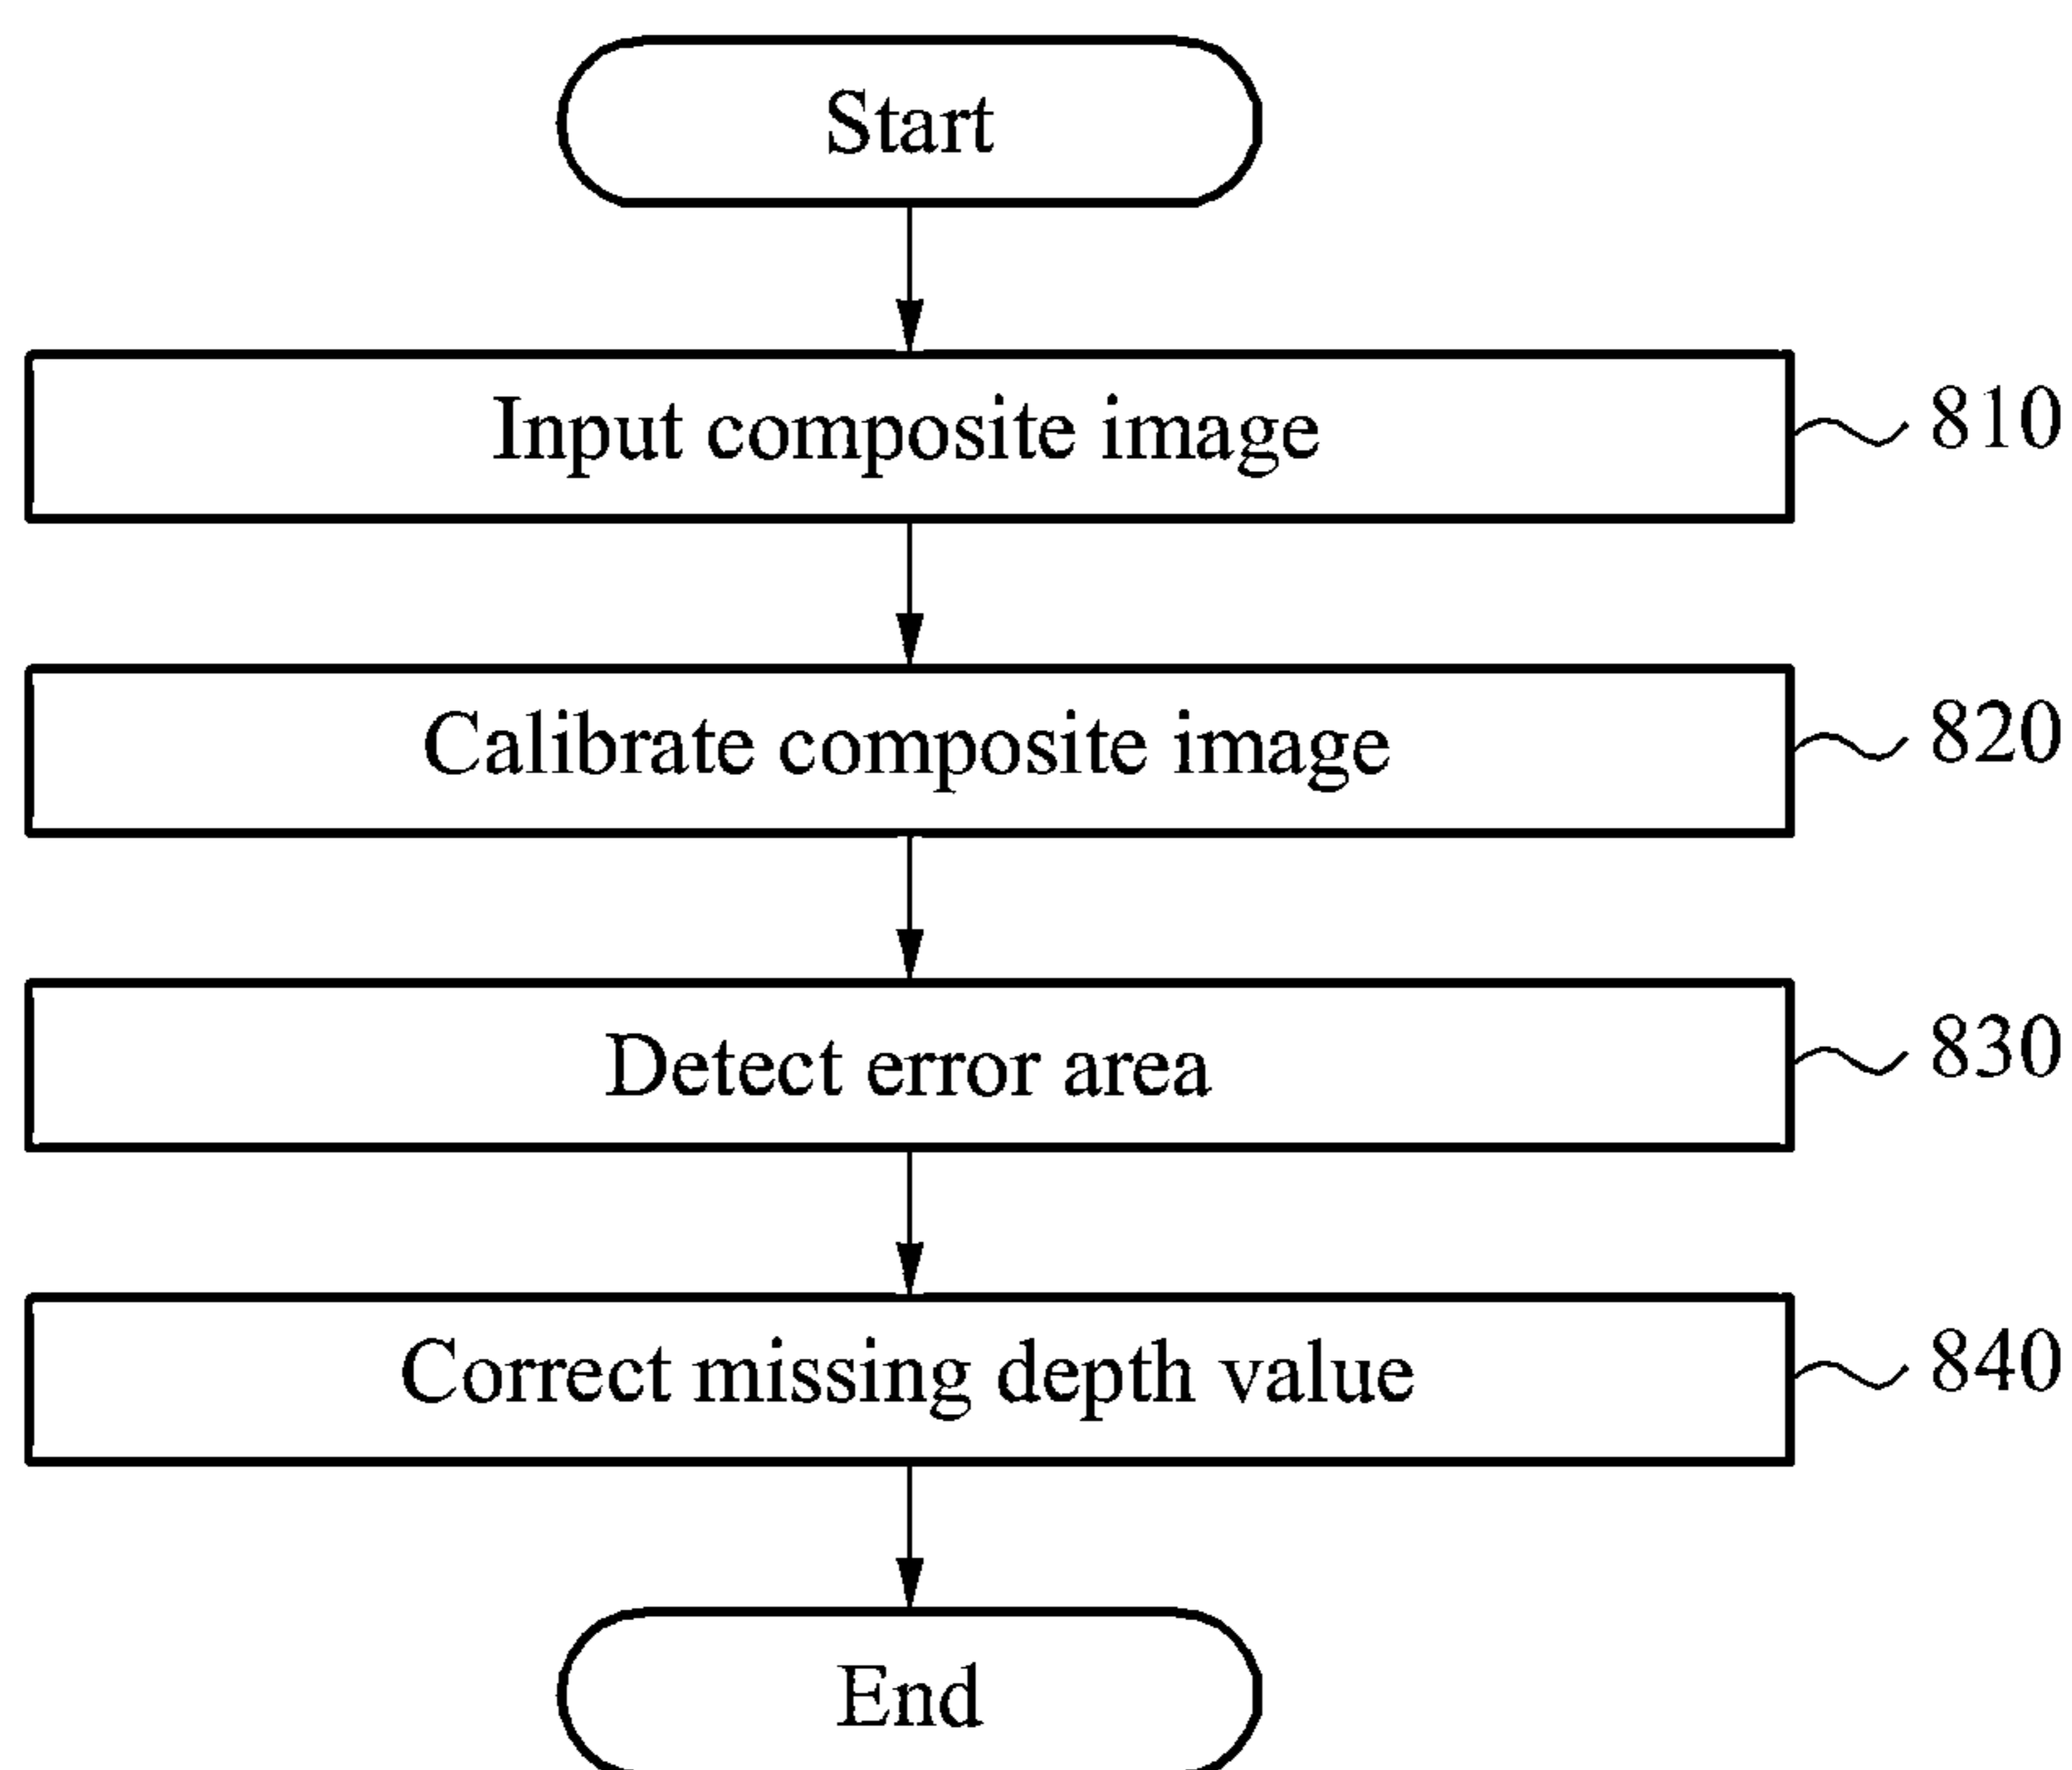 Start
Input composite image 810
Calibrate composite image 820
Detect error area 830
Correct missing depth value 840
End